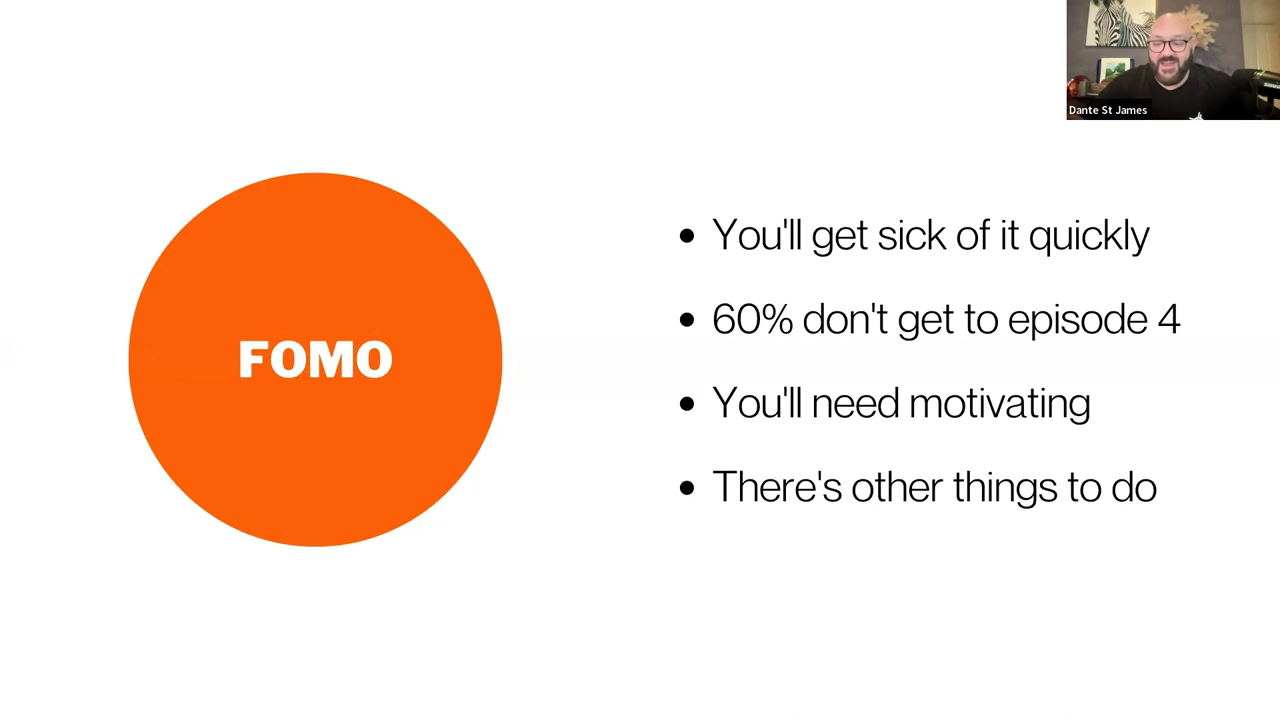 Dante St James
FOMO
You'll get sick of it quickly
60% don't get to episode 4
You'll need motivating
There's other things to do